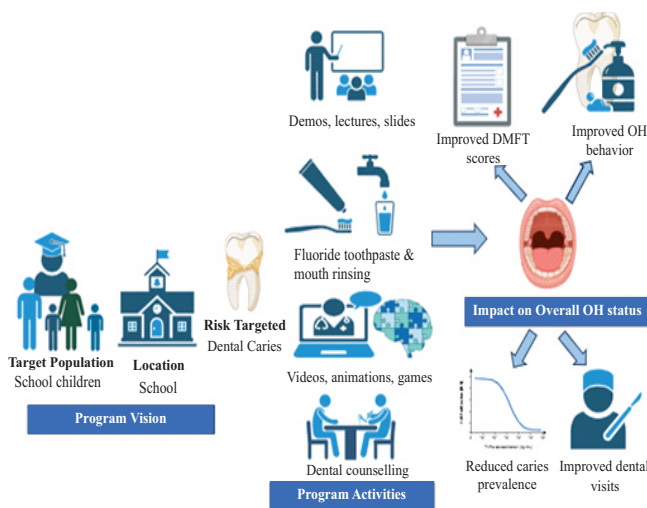 Demos, lectures, slides
Improved DMFT
scores
Improved OH
behavior
Fluoride toothpaste &
mouth rinsing
Risk Targeted
Dental Caries
Target Population
School children
Location
School
Program Vision
Videos, animations, games
Dental counselling
Program Activities
Impact on Overall OH status
Reduced caries
prevalence
Improved dental
visits